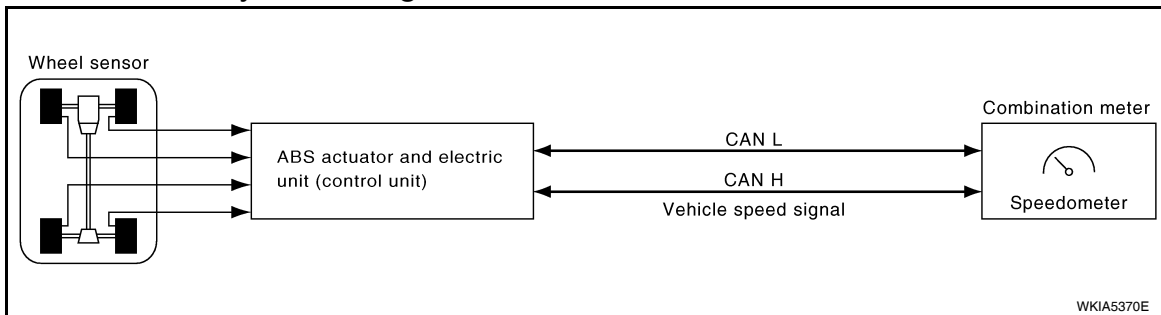 Wheel sensor
ABS actuator and electric
unit (control unit)
CAN L
CAN H
Vehicle speed signal
Combination meter
Speedometer
WKIA5370E